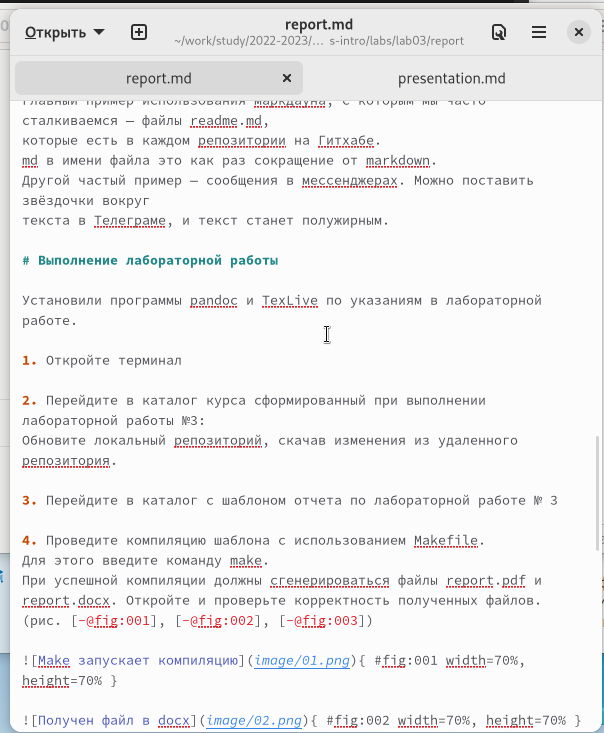 Открыть
report.md
~/work/study/2022-2023/... s-intro/labs/lab03/report
report.md
presentation.md
Главный пример использования маркдауна, с которым мы часто
сталкиваемся — файлы readme.md,
которые есть в каждом репозитории на Гитхабе.
md в имени файла это как раз сокращение от markdown.
Другой частый пример — сообщения в мессенджерах. Можно поставить
звёздочки вокруг
текста в Телеграме, и текст станет полужирным.
# Выполнение лабораторной работы
Установили программы pandoc и TexLive по указаниям в лабораторной
работе.
1. Откройте терминал
2. Перейдите в каталог курса сформированный при выполнении
лабораторной работы №3:
Обновите локальный репозиторий, скачав изменения из удаленного
репозитория.
3. Перейдите в каталог с шаблоном отчета по лабораторной работе № 3
4. Проведите компиляцию шаблона с использованием Makefile.
Для этого введите команду make.
При успешной компиляции должны сгенерироваться файлы report.pdf и
report.docx. Откройте и проверьте корректность полученных файлов.
(рис. [-@fig:001], [-@fig:002], [-@fig:003])
![Make запускает компиляцию](image/01.png){ #fig:001 width=70%,
height=70% }
![Получен файл в docx](image/02.png){ #fig:002 width=70%, height=70% }